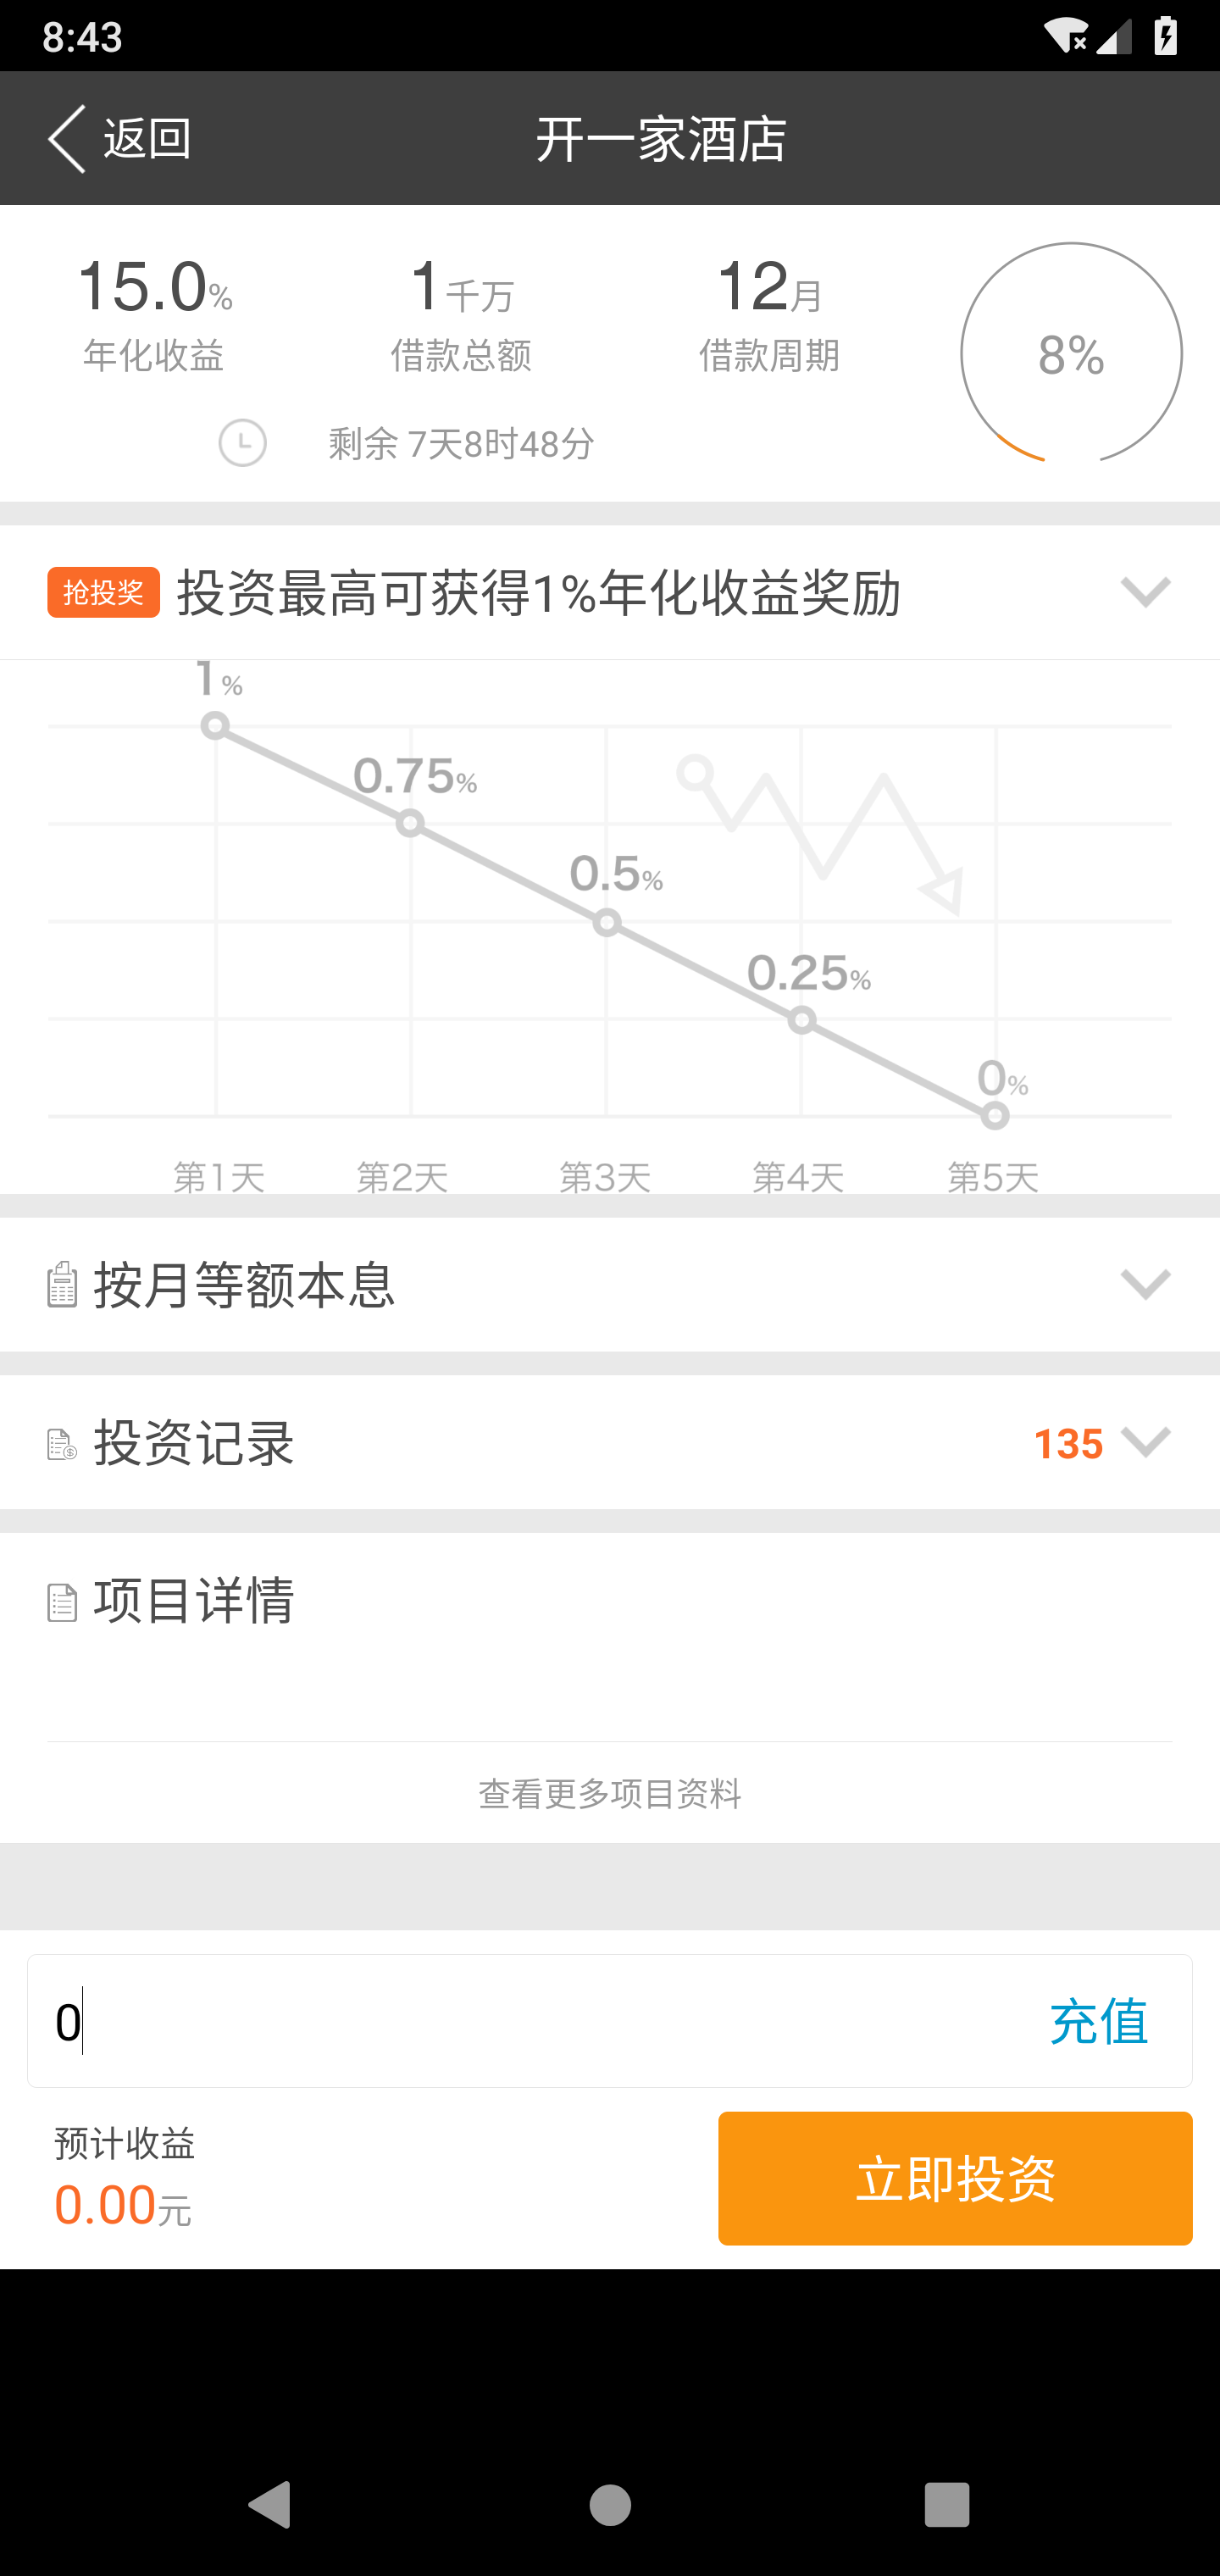 8:43
返回
开一家酒店
15.0% 1千万 12月
年化收益 借款总额 借款周期
8%
剩余 7天8时48分
抢投奖 投资最高可获得1%年化收益奖励
1%
0.75%
0.5%
0.25%
0%
第1天 第2天 第3天 第4天 第5天
按月等额本息
投资记录 135
项目详情
查看更多项目资料
0 充值
预计收益
0.00元
立即投资